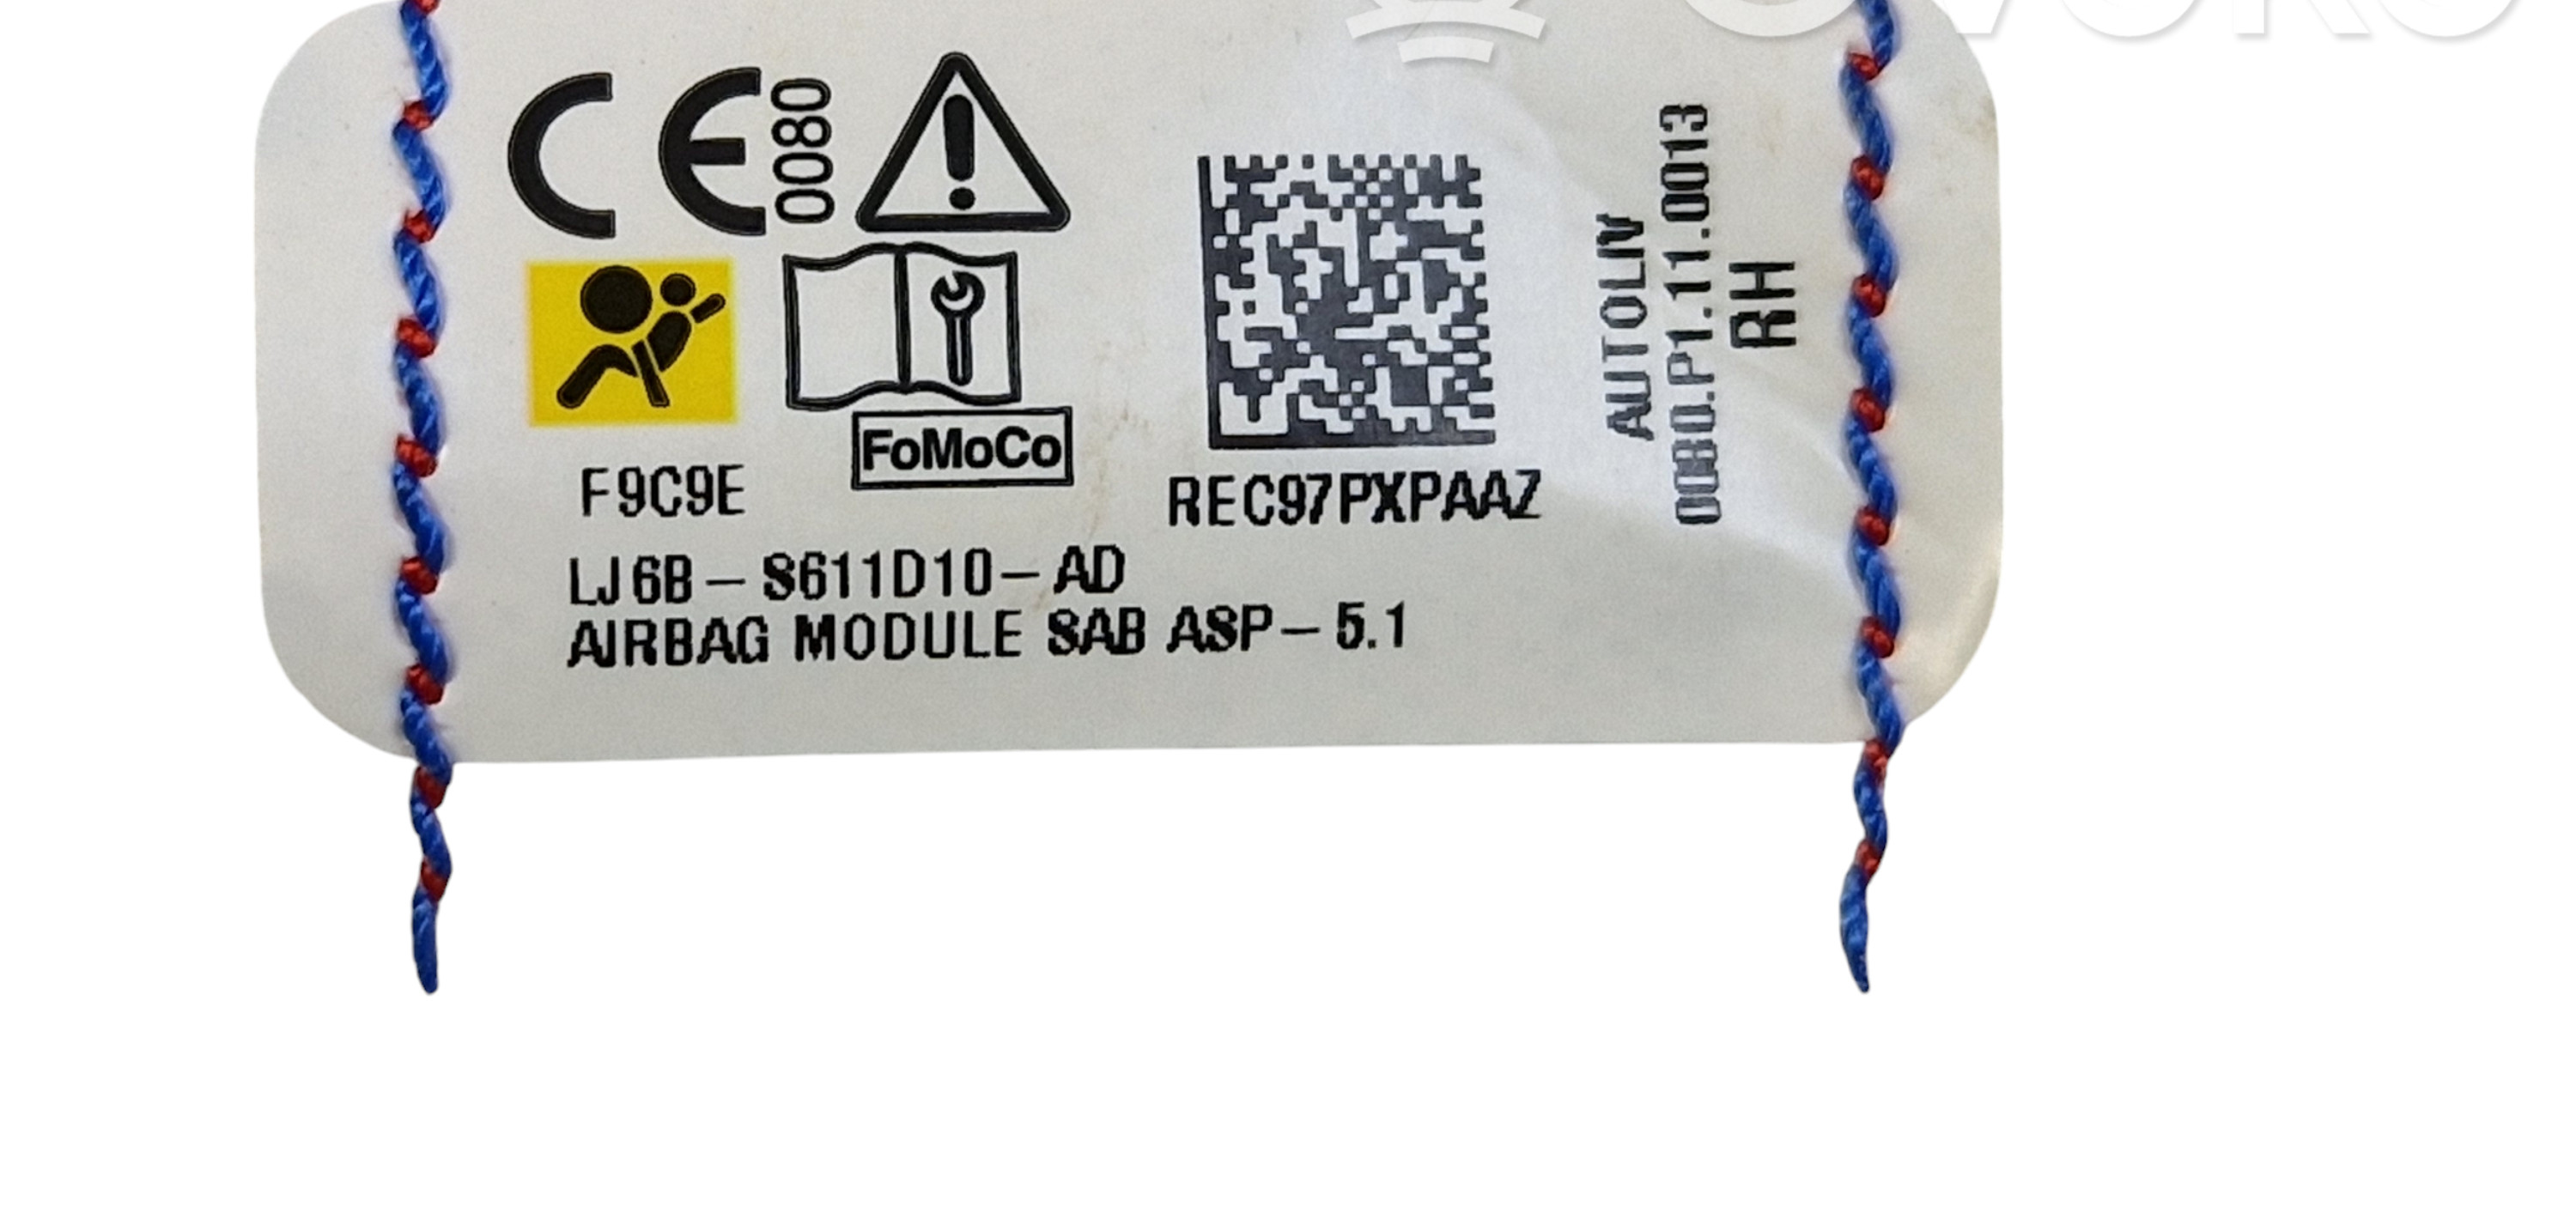 CE 0080
FoMoCo
F9C9E
REC97PXPAAZ
LJ6B-S611D10-AD
AIRBAG MODULE SAB ASP-5.1
AUTOLIV
0080.P1.11.0013
RH